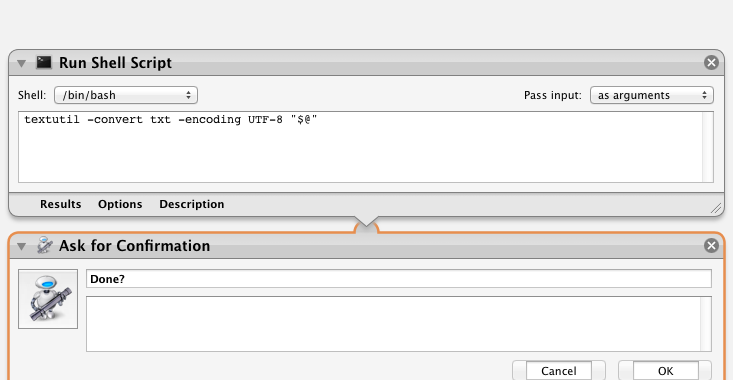 Run Shell Script
Shell: /bin/bash Pass input: as arguments
textutil -convert txt -encoding UTF-8 "$@"
Results Options Description
Ask for Confirmation
Done?
Cancel OK